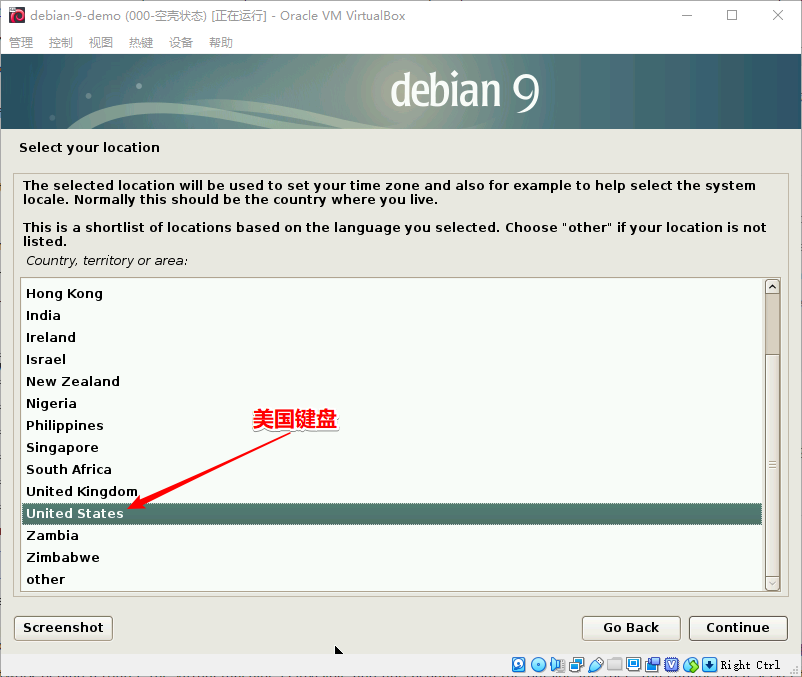 debian-9-demo (000-空壳状态) [正在运行] - Oracle VM VirtualBox
管理 控制 视图 热键 设备 帮助
debian 9
Select your location
The selected location will be used to set your time zone and also for example to help select the system
locale. Normally this should be the country where you live.
This is a shortlist of locations based on the language you selected. Choose "other" if your location is not
listed.
Country, territory or area:
Hong Kong
India
Ireland
Israel
New Zealand
Nigeria
Philippines
美国键盘
Singapore
South Africa
United Kingdom
United States
Zambia
Zimbabwe
other
Screenshot Go Back Continue
Right Ctrl